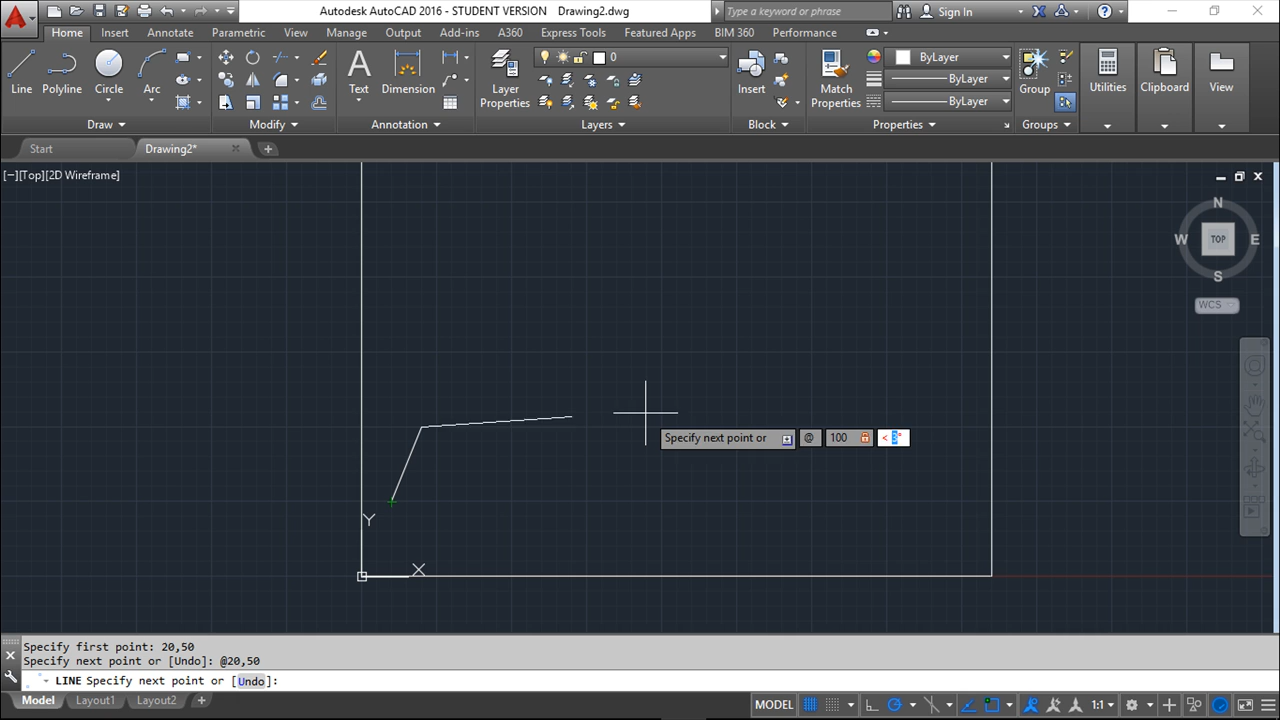 Autodesk AutoCAD 2016 - STUDENT VERSION Drawing2.dwg
Type a keyword or phrase
Sign In
Home Insert Annotate Parametric View Manage Output Add-ins A360 Express Tools Featured Apps BIM 360 Performance
0
ByLayer
ByLayer
ByLayer
Line Polyline Circle Arc Text Dimension Layer Properties Insert Match Properties Group Utilities Clipboard View
Draw Modify Annotation Layers Block Properties Groups
Start Drawing2*
[−][Top][2D Wireframe]
N
W TOP E
S
WCS
Specify next point or @ 100 < 3°
Y
X
Specify first point: 20,50
Specify next point or [Undo]: @20,50
LINE Specify next point or [Undo]:
Model Layout1 Layout2 + MODEL 1:1